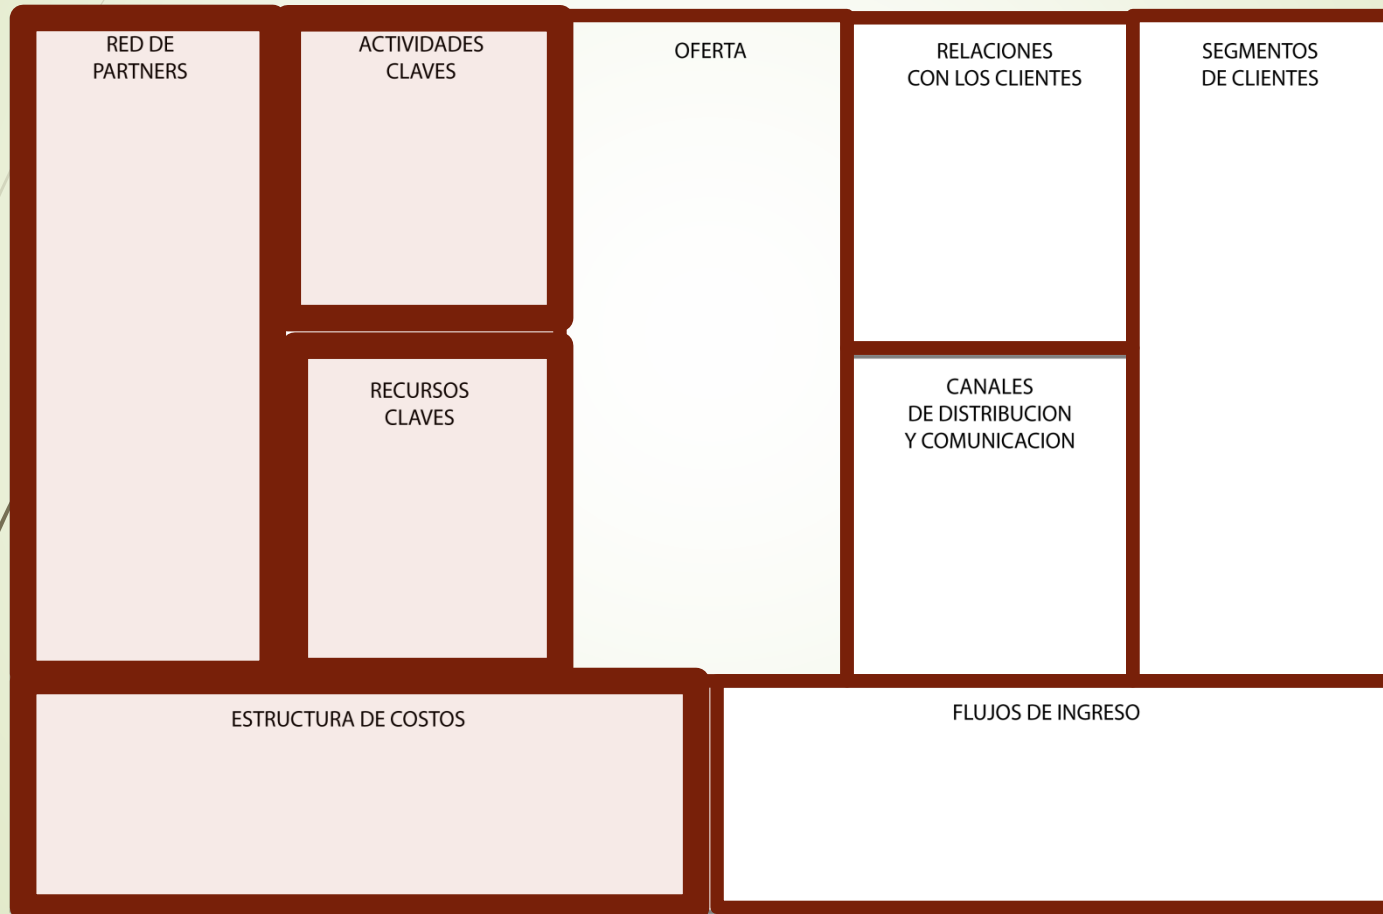 RED DE
PARTNERS
ACTIVIDADES
CLAVES
OFERTA
RELACIONES
CON LOS CLIENTES
SEGMENTOS
DE CLIENTES
RECURSOS
CLAVES
CANALES
DE DISTRIBUCION
Y COMUNICACION
ESTRUCTURA DE COSTOS
FLUJOS DE INGRESO